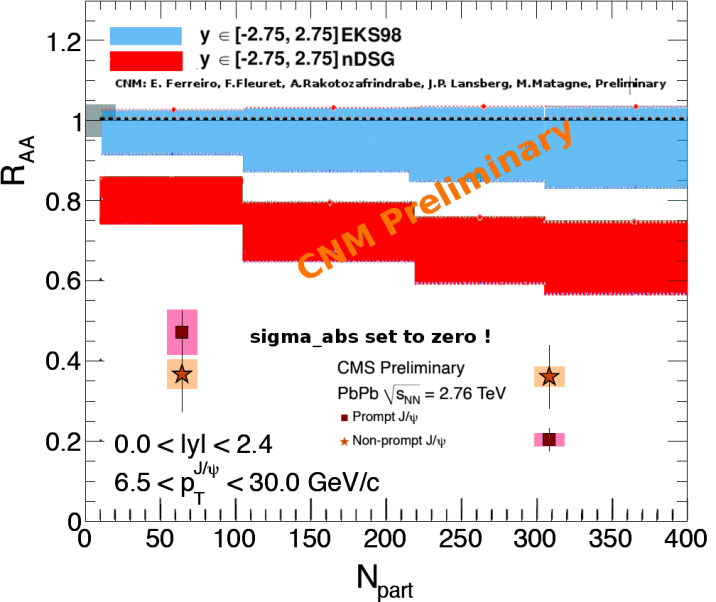 1.2
1
0.8
0.6
0.4
0.2
0
R_AA
y ∈ [-2.75, 2.75] EKS98
y ∈ [-2.75, 2.75] nDSG
CNM: E. Ferreiro, F.Fleuret, A.Rakotozafrindrabe, J.P. Lansberg, M.Matagne, Preliminary
CNM Preliminary
sigma_abs set to zero !
CMS Preliminary
PbPb √s_NN = 2.76 TeV
Prompt J/ψ
Non-prompt J/ψ
0.0 < |y| < 2.4
6.5 < p_T^J/ψ < 30.0 GeV/c
0 50 100 150 200 250 300 350 400
N_part